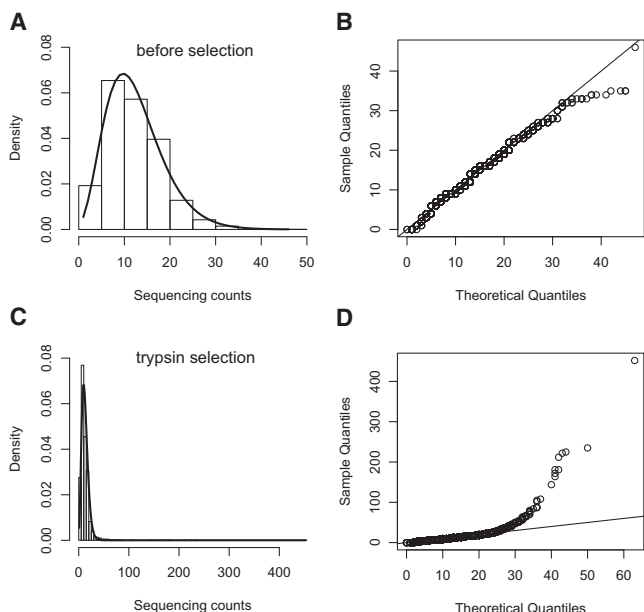 A
before selection
Density
0.00 0.02 0.04 0.06 0.08
0 10 20 30 40 50
Sequencing counts
B
Sample Quantiles
0 10 20 30 40
0 10 20 30 40
Theoretical Quantiles
C
trypsin selection
Density
0.00 0.02 0.04 0.06 0.08
0 100 200 300 400
Sequencing counts
D
Sample Quantiles
0 100 200 300 400
0 10 20 30 40 50 60
Theoretical Quantiles